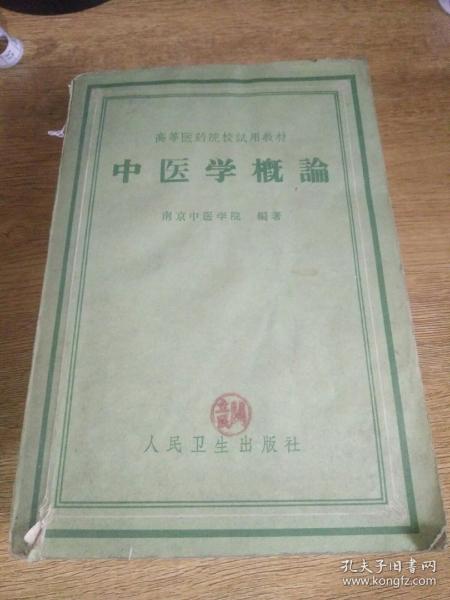 高等医药院校試用教材
中医学概論
南京中医学院 編著
人民卫生出版社
孔夫子旧书网
www.kongfz.com